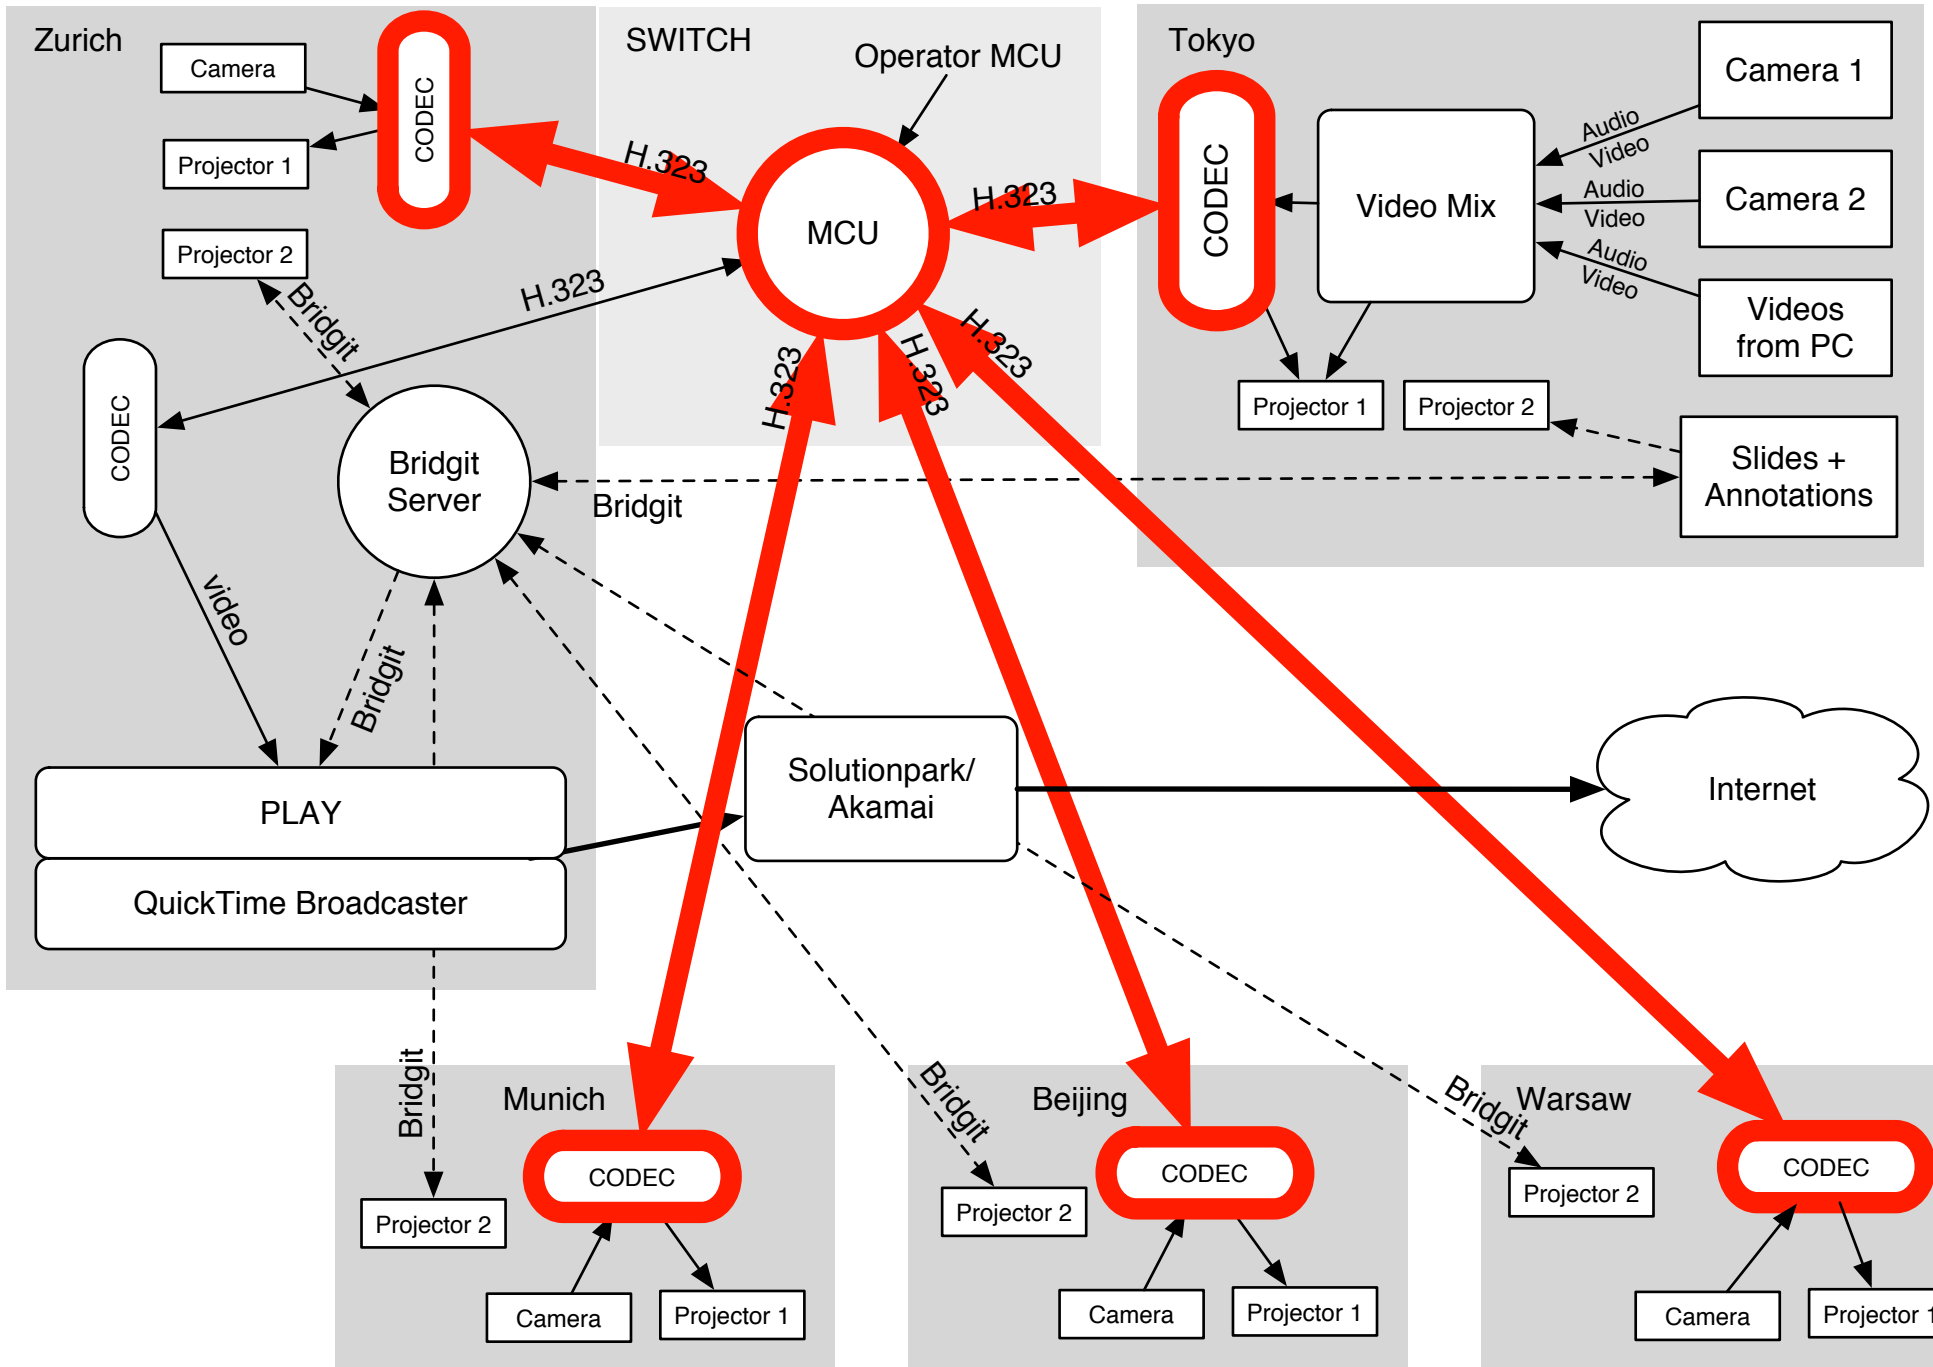 Zurich
Camera
CODEC
Projector 1
Projector 2
Bridgit
H.323
CODEC
Bridgit
Server
video
Bridgit
PLAY
QuickTime Broadcaster
SWITCH
Operator MCU
H.323
MCU
H.323
H.323
H.323
H.323
Bridgit
Tokyo
CODEC
Video Mix
Audio
Video
Audio
Video
Audio
Video
Camera 1
Camera 2
Videos
from PC
Projector 1
Projector 2
Slides +
Annotations
Solutionpark/
Akamai
Internet
Bridgit
Munich
CODEC
Projector 2
Camera
Projector 1
Bridgit
Beijing
CODEC
Projector 2
Camera
Projector 1
Bridgit
Warsaw
CODEC
Projector 2
Camera
Projector 1